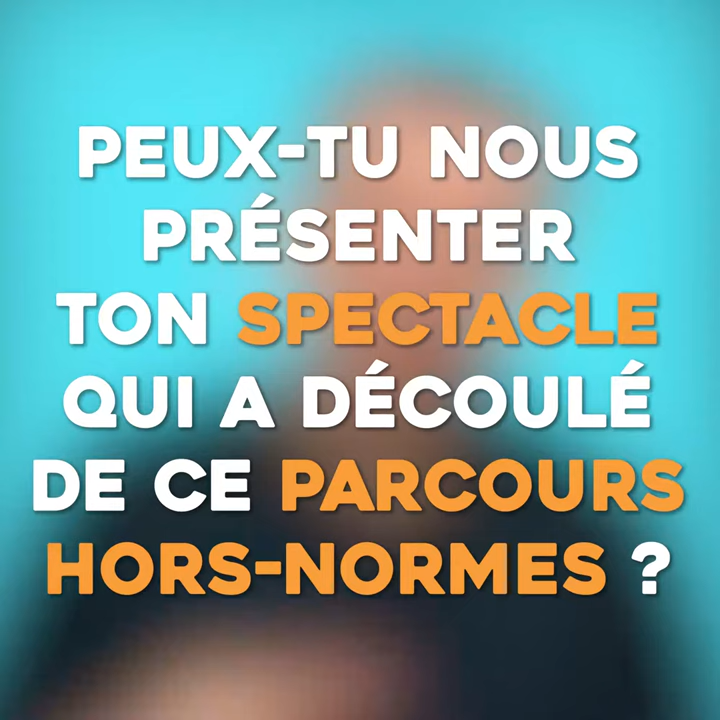 PEUX-TU NOUS
PRÉSENTER
TON SPECTACLE
QUI A DÉCOULÉ
DE CE PARCOURS
HORS-NORMES ?